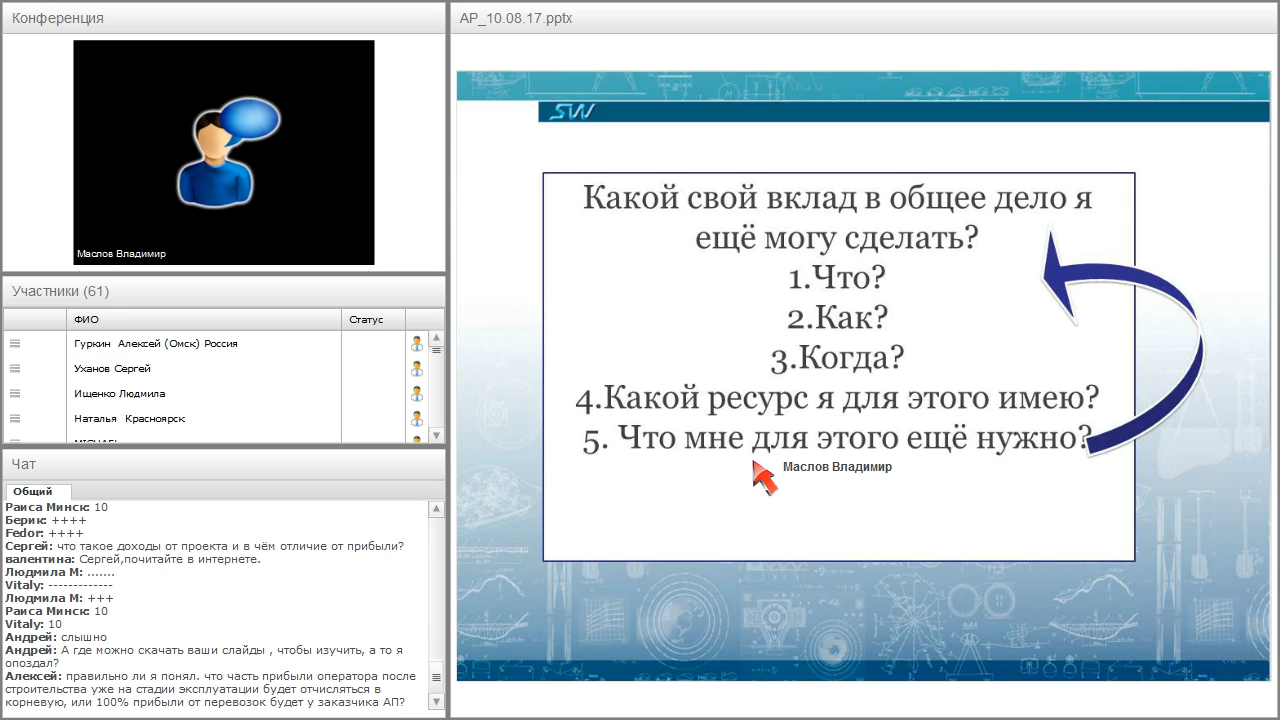 Конференция
Маслов Владимир
Участники (61)
ФИО
Статус
Гуркин Алексей (Омск) Россия
Уханов Сергей
Ищенко Людмила
Наталья Красноярск
Чат
Общий
Раиса Минск: 10
Берик: ++++
Fedor: ++++
Сергей: что такое доходы от проекта и в чём отличие от прибыли?
валентина: Сергей,почитайте в интернете.
Людмила М: .......
Vitaly: -------------
Людмила М: +++
Раиса Минск: 10
Vitaly: 10
Андрей: слышно
Андрей: А где можно скачать ваши слайды , чтобы изучить, а то я
опоздал?
Алексей: ли я что часть прибыли после
строительства уже на стадии эксплуатации будет отчисляться в
корневую, или 100% прибыли от перевозок будет у заказчика АП?
AP_10.08.17.pptx
SW
Какой свой вклад в общее дело я
ещё могу сделать?
1.Что?
2.Как?
3.Когда?
4.Какой ресурс я для этого имею?
5. Что мне для этого ещё нужно?
Маслов Владимир